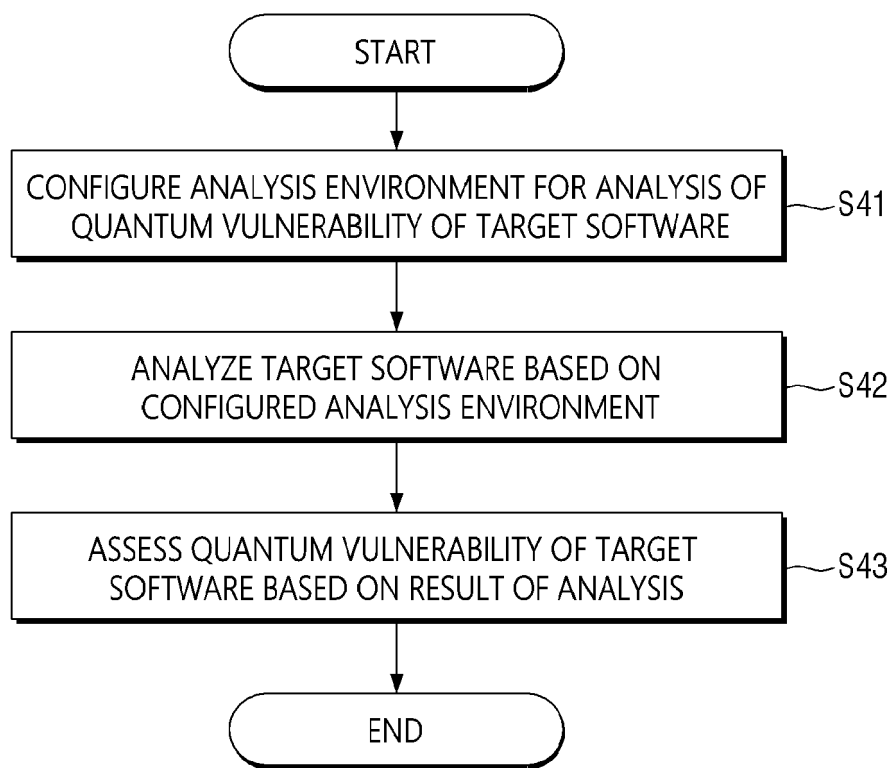 START
CONFIGURE ANALYSIS ENVIRONMENT FOR ANALYSIS OF
QUANTUM VULNERABILITY OF TARGET SOFTWARE
S41
ANALYZE TARGET SOFTWARE BASED ON
CONFIGURED ANALYSIS ENVIRONMENT
S42
ASSESS QUANTUM VULNERABILITY OF TARGET
SOFTWARE BASED ON RESULT OF ANALYSIS
S43
END